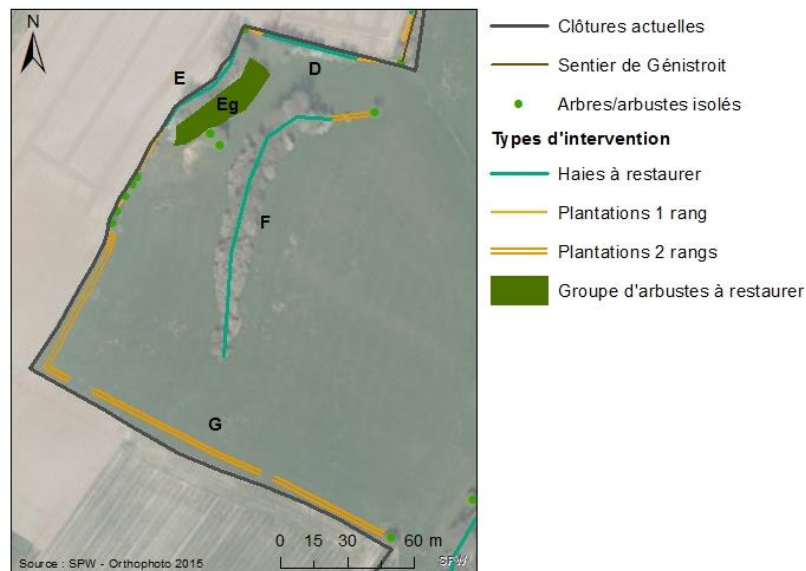 N
E
D
Eg
F
G
0 15 30 60 m
Source : SPW - Orthophoto 2015
SPW
Clôtures actuelles
Sentier de Génistroit
Arbres/arbustes isolés
Types d'intervention
Haies à restaurer
Plantations 1 rang
Plantations 2 rangs
Groupe d'arbustes à restaurer